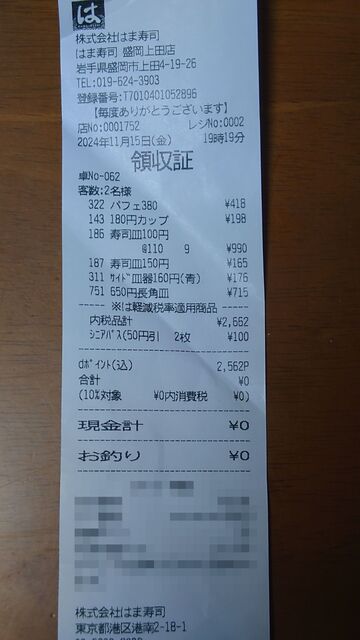 は
株式会社はま寿司
はま寿司 盛岡上田店
岩手県盛岡市上田4-19-26
TEL:019-624-3903
登録番号:T7010401052896
【毎度ありがとうございます】
店No:0001752 レシNo:0002
2024年11月15日(金) 19時19分
領収証
卓No-062
客数:2名様
322 パフェ380 ¥418
143 180円カップ ¥198
186 寿司皿100円
@110 9 ¥990
187 寿司皿150円 ¥165
311 サイド皿器160円(青) ¥176
751 650円長角皿 ¥715
※は軽減税率適用商品
内税品計 ¥2,662
シニアパス(50円引 2枚 ¥100
dポイント(込) 2,562P
合計 ¥0
(10%対象 ¥0内消費税 ¥0)
現金計 ¥0
お釣り ¥0
株式会社はま寿司
東京都港区港南2-18-1